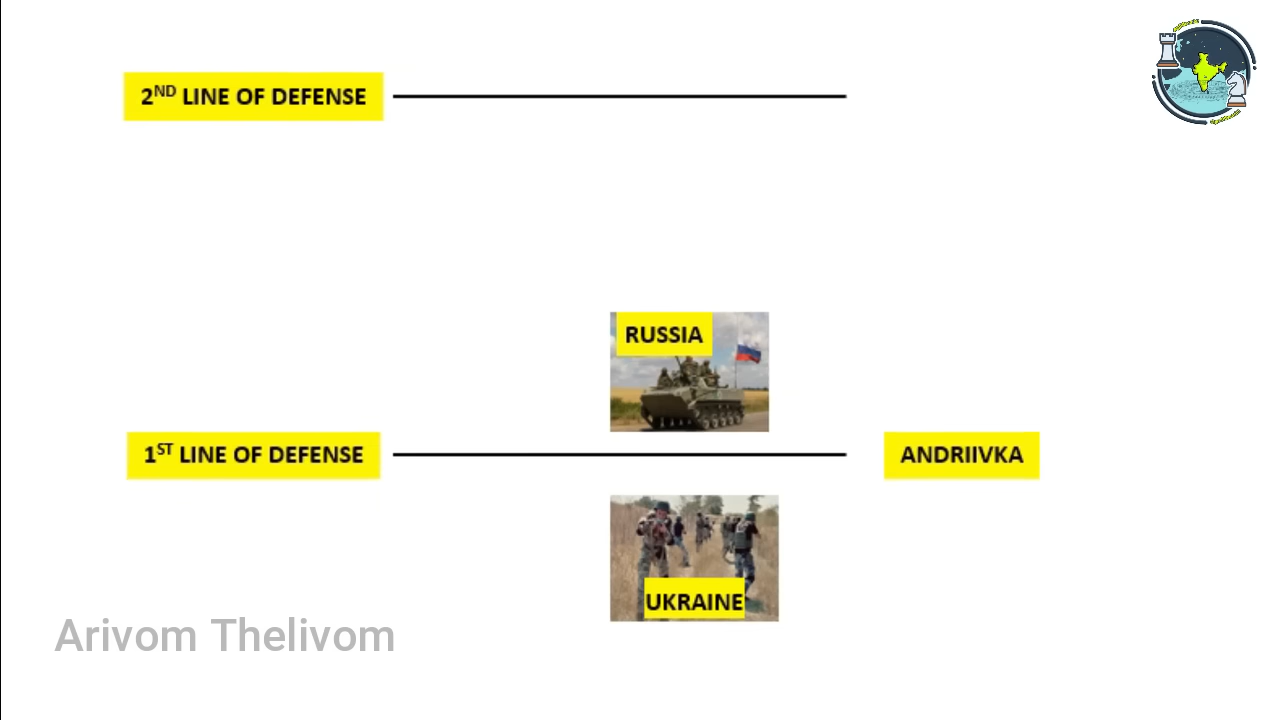 2ND LINE OF DEFENSE
RUSSIA
1ST LINE OF DEFENSE
ANDRIIVKA
UKRAINE
Arivom Thelivom